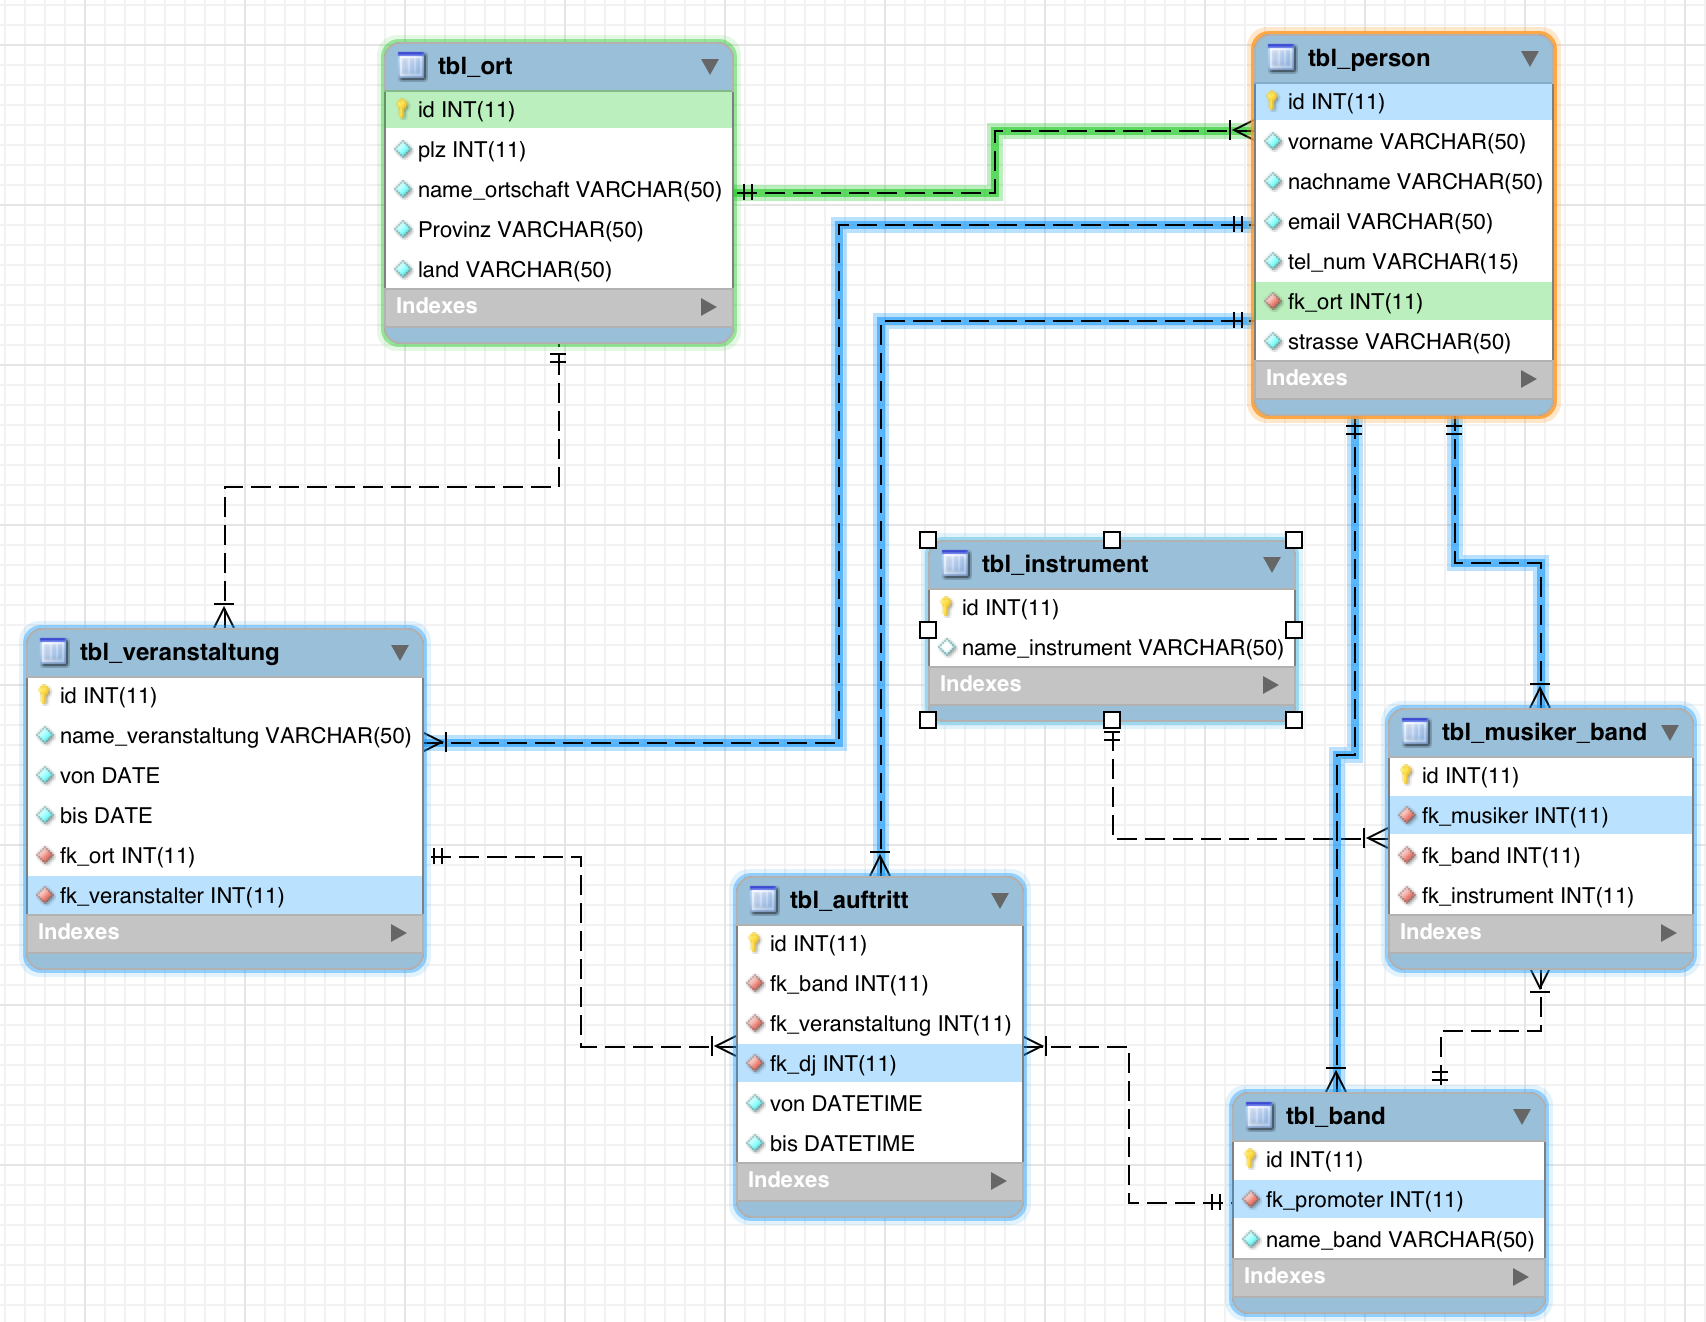 tbl_ort
id INT(11)
plz INT(11)
name_ortschaft VARCHAR(50)
Provinz VARCHAR(50)
land VARCHAR(50)
Indexes
tbl_person
id INT(11)
vorname VARCHAR(50)
nachname VARCHAR(50)
email VARCHAR(50)
tel_num VARCHAR(15)
fk_ort INT(11)
strasse VARCHAR(50)
Indexes
tbl_instrument
id INT(11)
name_instrument VARCHAR(50)
Indexes
tbl_veranstaltung
id INT(11)
name_veranstaltung VARCHAR(50)
von DATE
bis DATE
fk_ort INT(11)
fk_veranstalter INT(11)
Indexes
tbl_musiker_band
id INT(11)
fk_musiker INT(11)
fk_band INT(11)
fk_instrument INT(11)
Indexes
tbl_auftritt
id INT(11)
fk_band INT(11)
fk_veranstaltung INT(11)
fk_dj INT(11)
von DATETIME
bis DATETIME
Indexes
tbl_band
id INT(11)
fk_promoter INT(11)
name_band VARCHAR(50)
Indexes